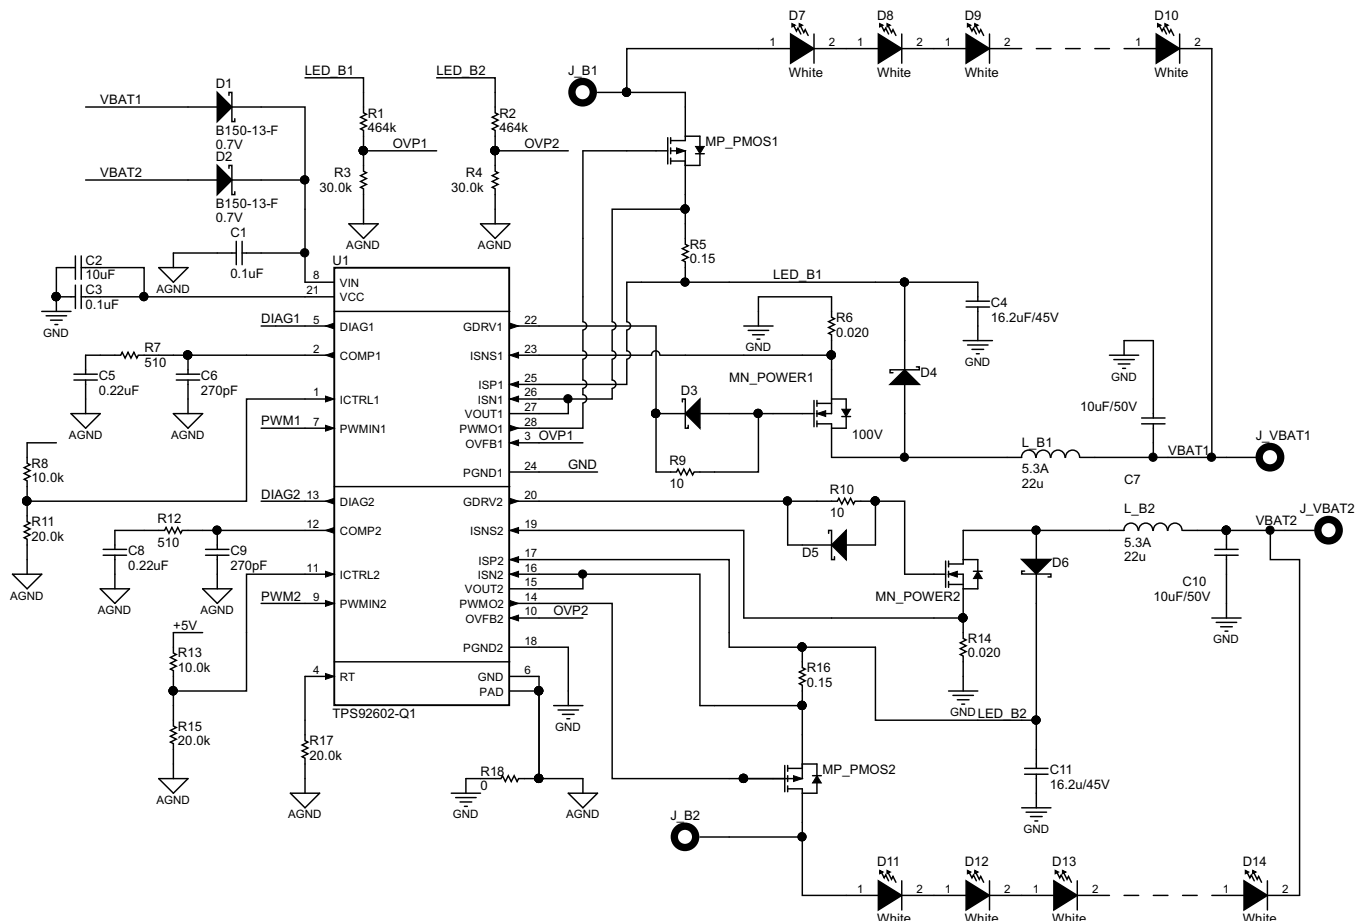 D7
D8
D9
D10
1 2 1 2 1 2 1 2
White White White White
J_B1
LED_B1
LED_B2
VBAT1
D1
B150-13-F
0.7V
R1
464k
OVP1
R3
30.0k
AGND
R2
464k
OVP2
R4
30.0k
AGND
MP_PMOS1
VBAT2
D2
B150-13-F
0.7V
C1
0.1uF
AGND
C2
10uF
C3
0.1uF
GND
R5
0.15
LED_B1
C4
16.2uF/45V
GND
R6
0.020
GND
MN_POWER1
100V
D3
R9
10
D4
GND
10uF/50V
C7
L_B1
5.3A
22u
VBAT1
J_VBAT1
U1
8 VIN
21 VCC
DIAG1 5 DIAG1
GDRV1 22
2 COMP1
ISNS1 23
ISP1 25
1 ICTRL1
ISN1 26
VOUT1 27
PWM1 7 PWMIN1
PWMO1 28
OVFB1 3 OVP1
PGND1 24 GND
DIAG2 13 DIAG2
GDRV2 20
12 COMP2
ISNS2 19
ISP2 17
11 ICTRL2
ISN2 16
VOUT2 15
PWM2 9 PWMIN2
PWMO2 14
OVFB2 10 OVP2
PGND2 18
4 RT
GND 6
PAD
TPS92602-Q1
R7
510
C5
0.22uF
AGND
C6
270pF
AGND
R8
10.0k
R11
20.0k
AGND
R12
510
C8
0.22uF
AGND
C9
270pF
AGND
+5V
R13
10.0k
R15
20.0k
AGND
R17
20.0k
AGND
R18
0
GND
AGND
GND
R10
10
D5
MN_POWER2
R14
0.020
GND
D6
L_B2
5.3A
22u
VBAT2
J_VBAT2
C10
10uF/50V
GND
R16
0.15
LED_B2
C11
16.2u/45V
GND
MP_PMOS2
J_B2
D11
D12
D13
D14
1 2 1 2 1 2 1 2
White White White White